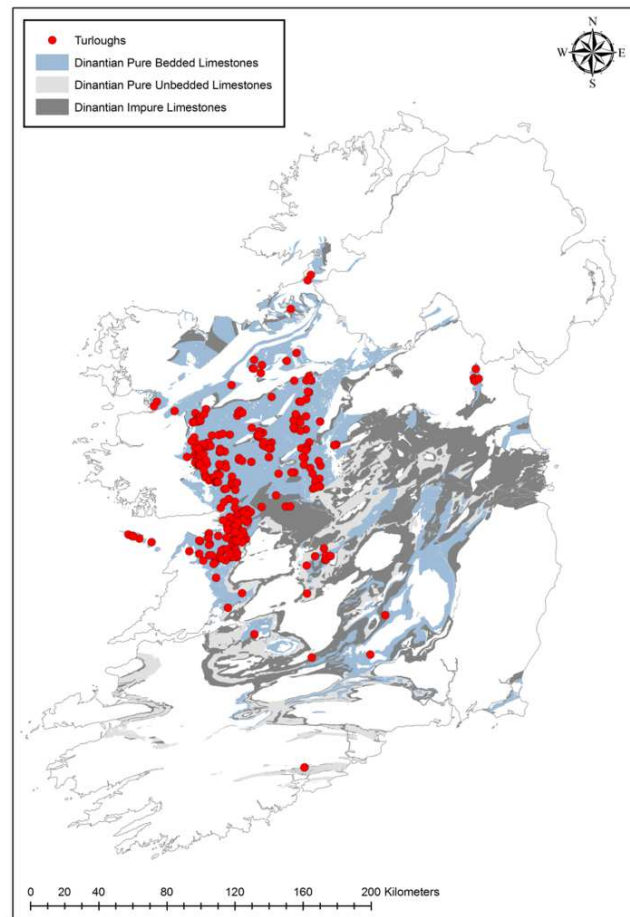 Turloughs
Dinantian Pure Bedded Limestones
Dinantian Pure Unbedded Limestones
Dinantian Impure Limestones
N
W E
S
0 20 40 80 120 160 200 Kilometers